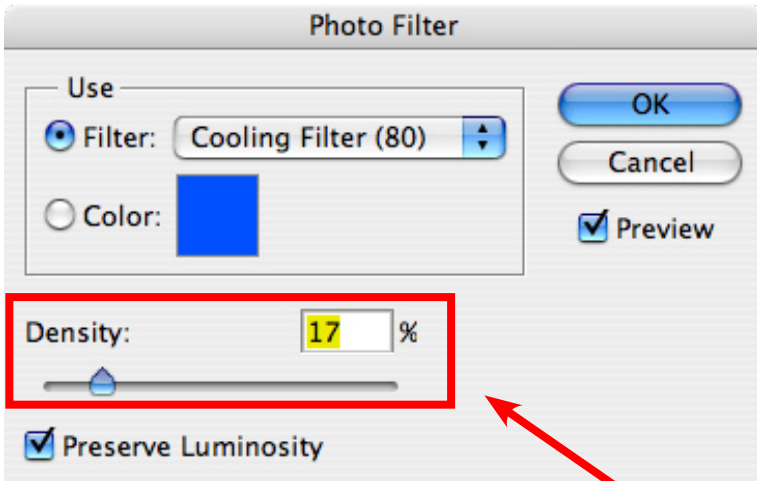 Photo Filter
Use
Filter: Cooling Filter (80)
Color:
OK
Cancel
Preview
Density: 17 %
Preserve Luminosity